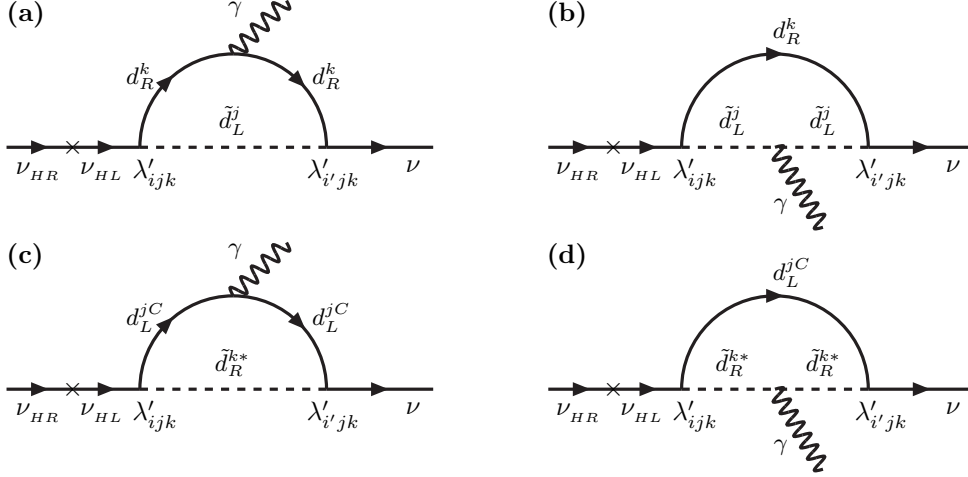 (a)
γ
d_R^k
d_R^k
d̃_L^j
ν_HR ν_HL λ′_ijk λ′_i′jk ν
(b)
d_R^k
d̃_L^j d̃_L^j
ν_HR ν_HL λ′_ijk λ′_i′jk ν
γ
(c)
γ
d_L^jC
d_L^jC
d̃_R^k*
ν_HR ν_HL λ′_ijk λ′_i′jk ν
(d)
d_L^jC
d̃_R^k* d̃_R^k*
ν_HR ν_HL λ′_ijk λ′_i′jk ν
γ